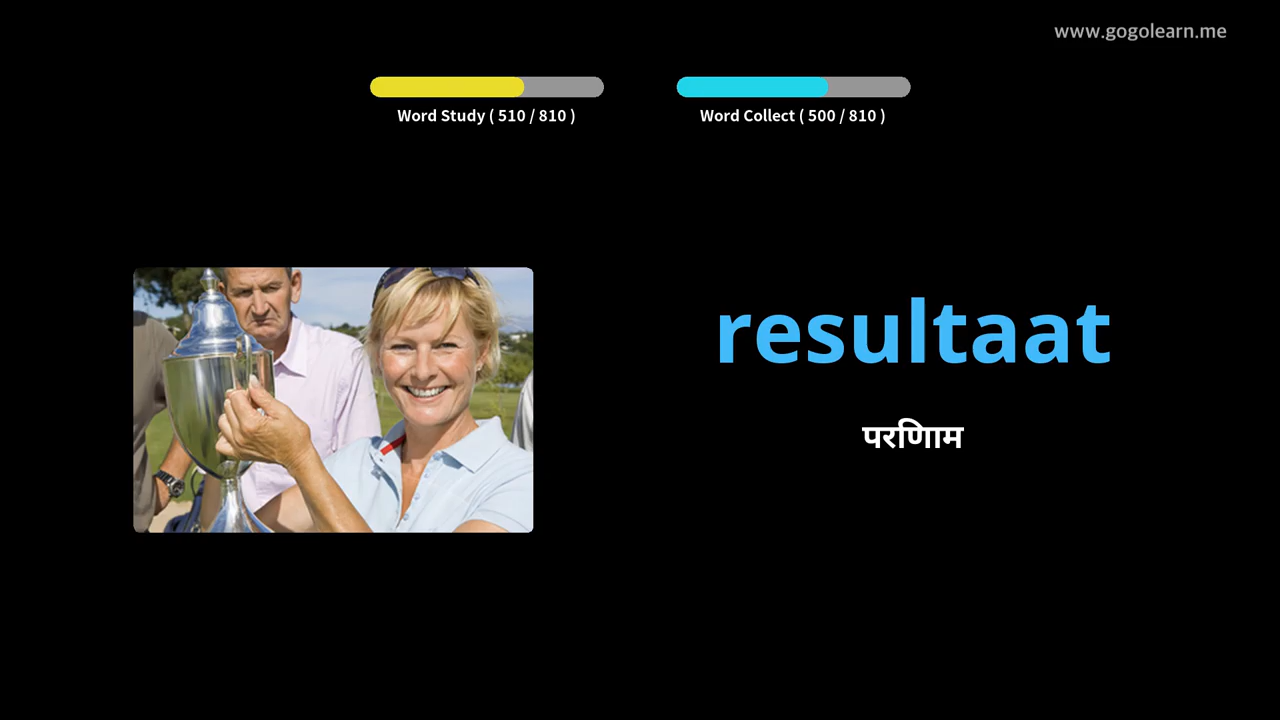 www.gogolearn.me
Word Study ( 510 / 810 )
Word Collect ( 500 / 810 )
resultaat
परिणाम